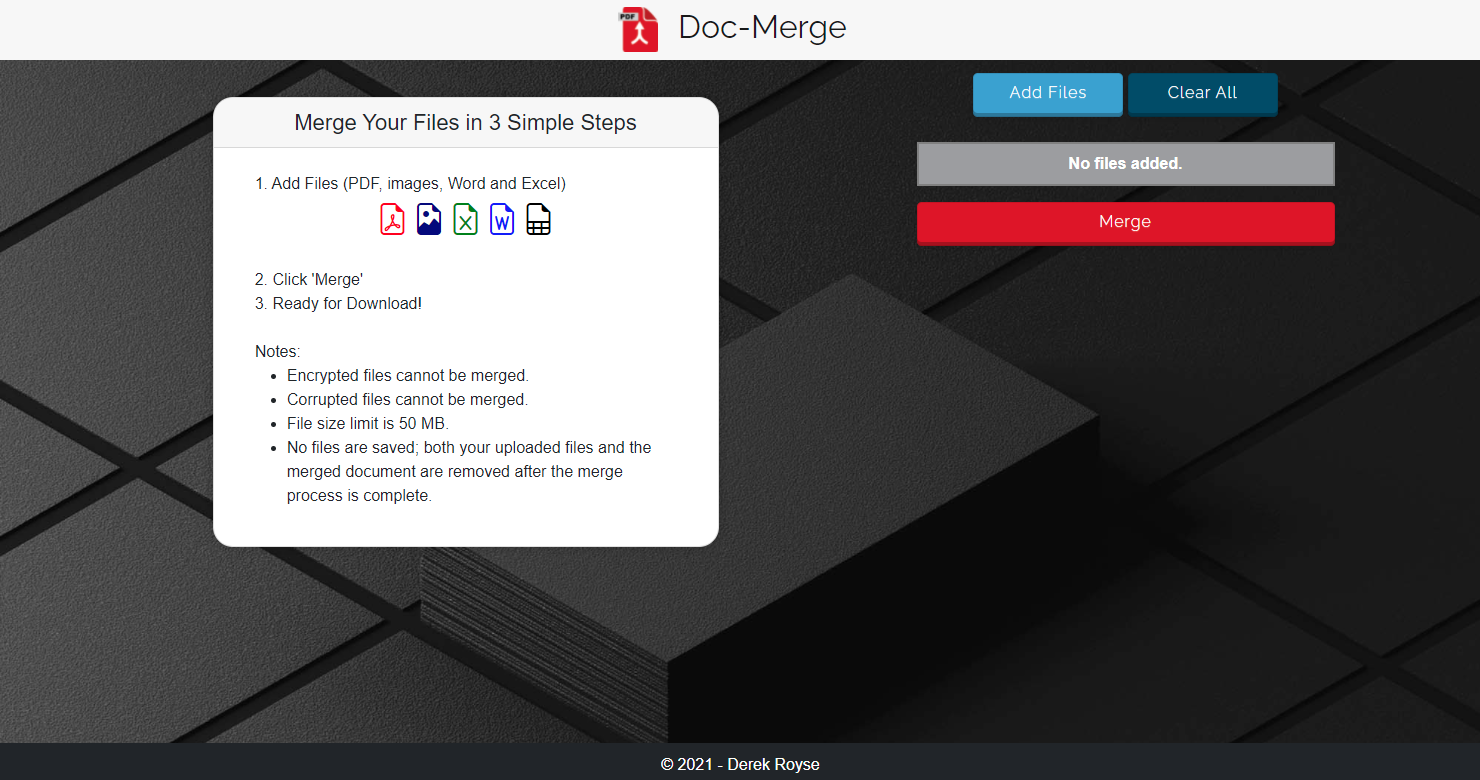 PDF
Doc-Merge
Add Files
Clear All
Merge Your Files in 3 Simple Steps
1. Add Files (PDF, images, Word and Excel)
X
W
2. Click 'Merge'
3. Ready for Download!
Notes:
Encrypted files cannot be merged.
Corrupted files cannot be merged.
File size limit is 50 MB.
No files are saved; both your uploaded files and the
merged document are removed after the merge
process is complete.
No files added.
Merge
© 2021 - Derek Royse